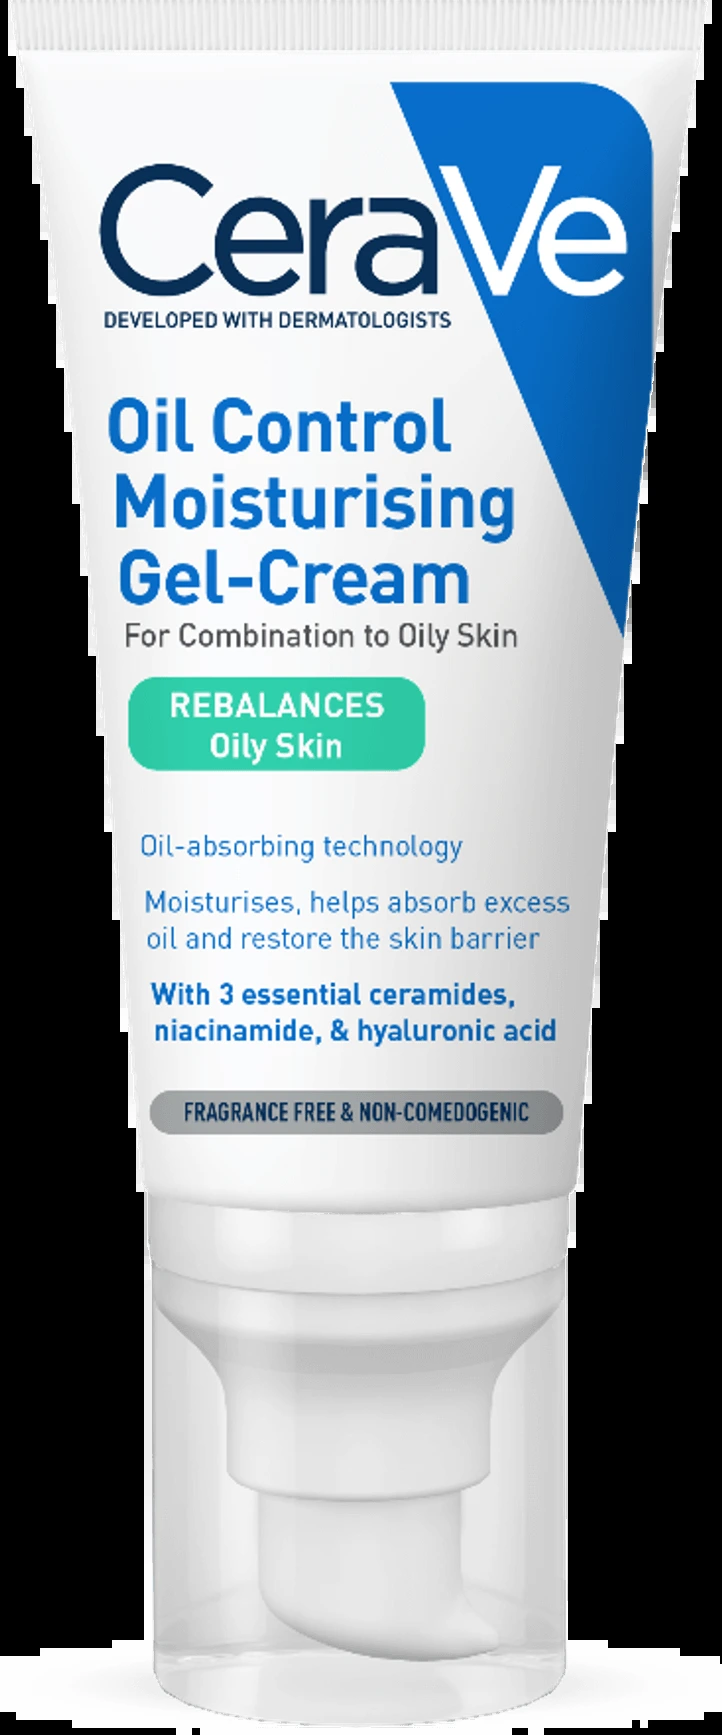 CeraVe
DEVELOPED WITH DERMATOLOGISTS
Oil Control
Moisturising
Gel-Cream
For Combination to Oily Skin
REBALANCES
Oily Skin
Oil-absorbing technology
Moisturises, helps absorb excess
oil and restore the skin barrier
With 3 essential ceramides,
niacinamide, & hyaluronic acid
FRAGRANCE FREE & NON-COMEDOGENIC